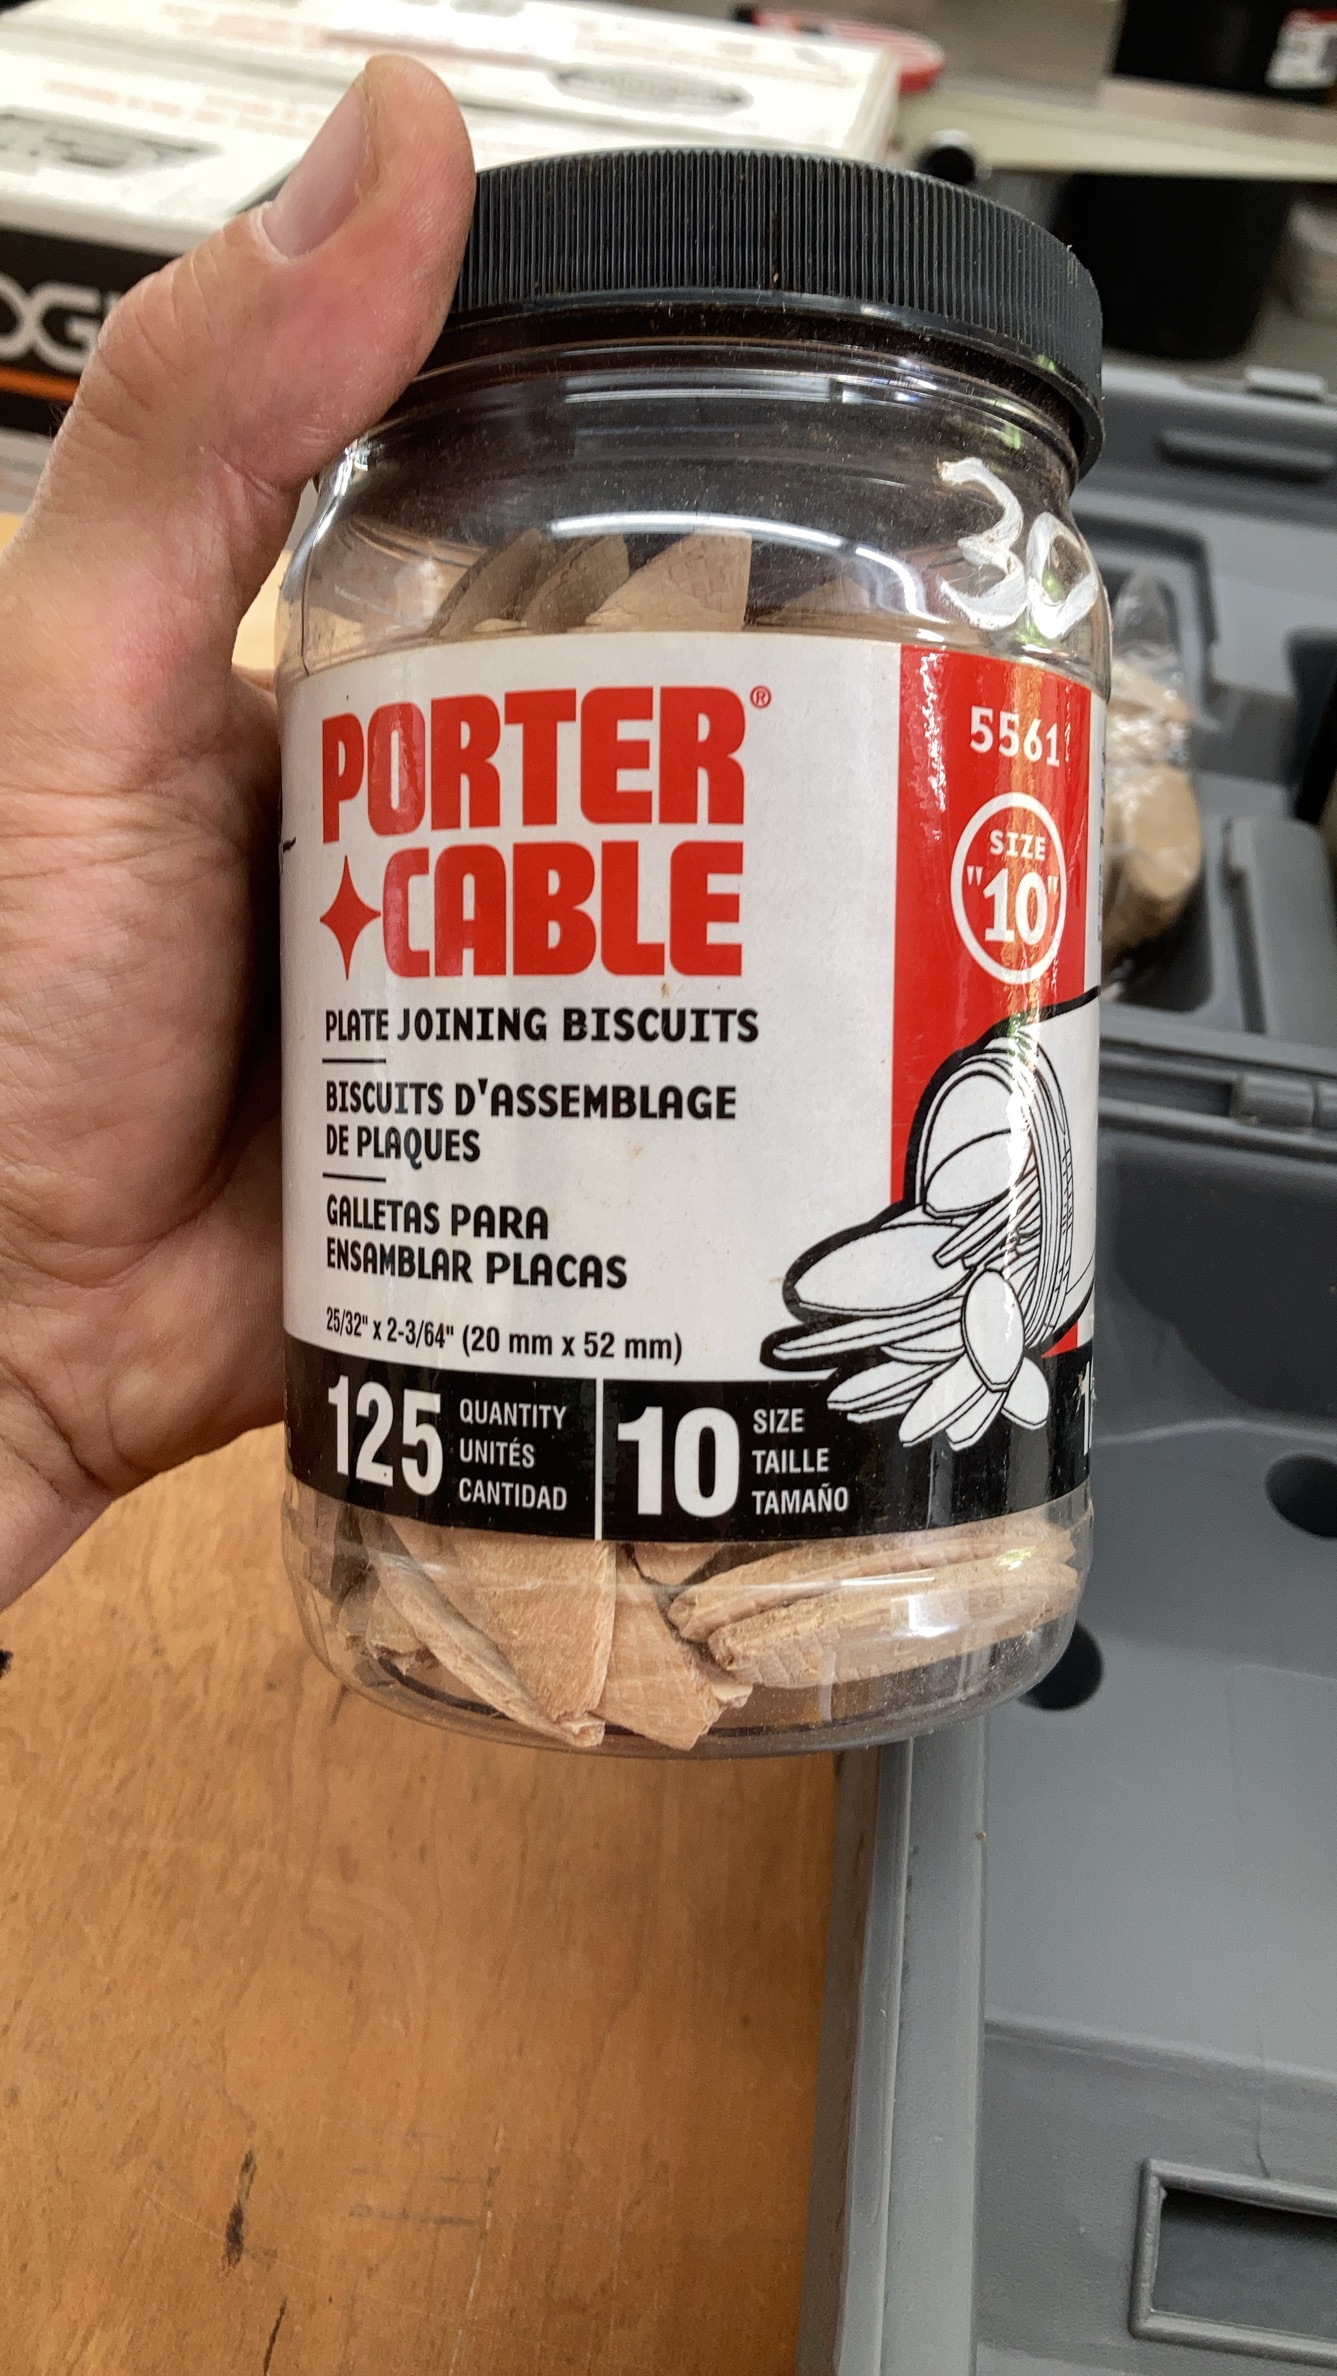 30
PORTER
CABLE
®
5561
SIZE
"10"
PLATE JOINING BISCUITS
BISCUITS D'ASSEMBLAGE
DE PLAQUES
GALLETAS PARA
ENSAMBLAR PLACAS
25/32" x 2-3/64" (20 mm x 52 mm)
125
QUANTITY
UNITÉS
CANTIDAD
10
SIZE
TAILLE
TAMAÑO